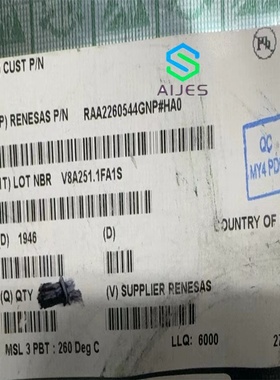 AIJES
CUST P/N
P) RENESAS P/N RAA2260544GNP#HA0
1T) LOT NBR V8A251.1FA1S
QC
MY4 PD
COUNTRY OF
D) 1946 (D)
(Q) QTY (V) SUPPLIER RENESAS
MSL 3 PBT : 260 Deg C LLQ: 6000